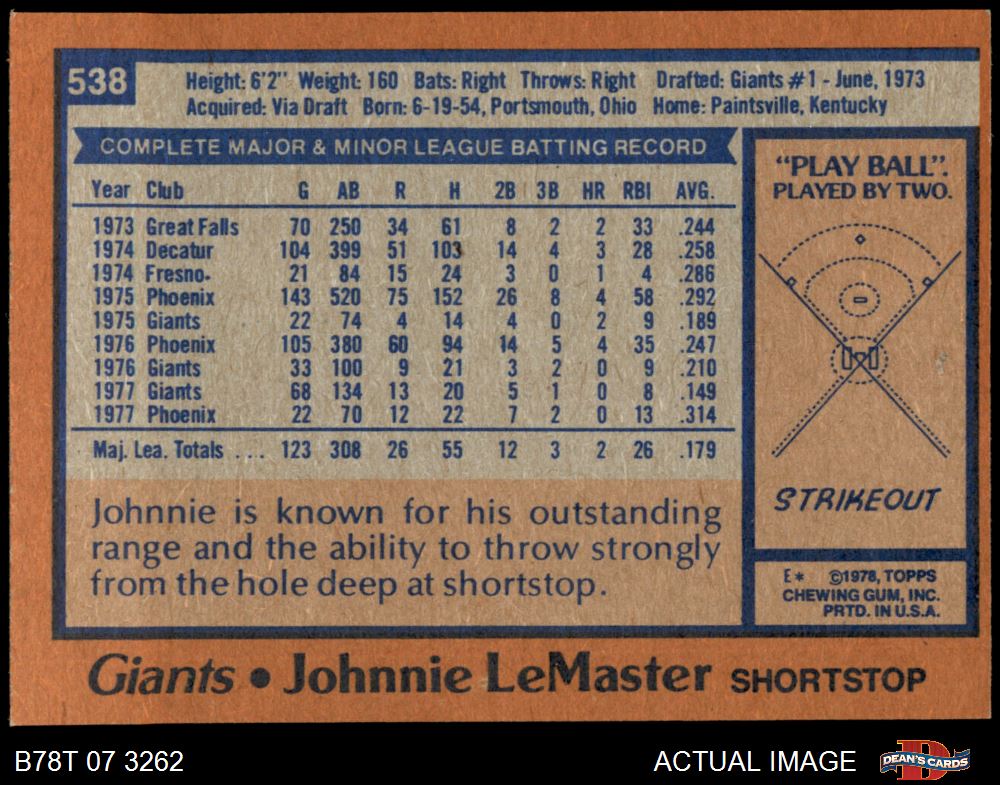 538
Height: 6'2" Weight: 160 Bats: Right Throws: Right Drafted: Giants #1 - June, 1973
Acquired: Via Draft Born: 6-19-54, Portsmouth, Ohio Home: Paintsville, Kentucky
COMPLETE MAJOR & MINOR LEAGUE BATTING RECORD
Year Club G AB R H 2B 3B HR RBI AVG.
1973 Great Falls 70 250 34 61 8 2 2 33 .244
1974 Decatur 104 399 51 103 14 4 3 28 .258
1974 Fresno 21 84 15 24 3 0 1 4 .286
1975 Phoenix 143 520 75 152 26 8 4 58 .292
1975 Giants 22 74 4 14 4 0 2 9 .189
1976 Phoenix 105 380 60 94 14 5 4 35 .247
1976 Giants 33 100 9 21 3 2 0 9 .210
1977 Giants 68 134 13 20 5 1 0 8 .149
1977 Phoenix 22 70 12 22 7 2 0 13 .314
Maj. Lea. Totals . . . 123 308 26 55 12 3 2 26 .179
Johnnie is known for his outstanding
range and the ability to throw strongly
from the hole deep at shortstop.
"PLAY BALL".
PLAYED BY TWO.
STRIKEOUT
E* ©1978, TOPPS
CHEWING GUM, INC.
PRTD. IN U.S.A.
Giants • Johnnie LeMaster SHORTSTOP
B78T 07 3262
ACTUAL IMAGE
D
DEAN'S CARDS